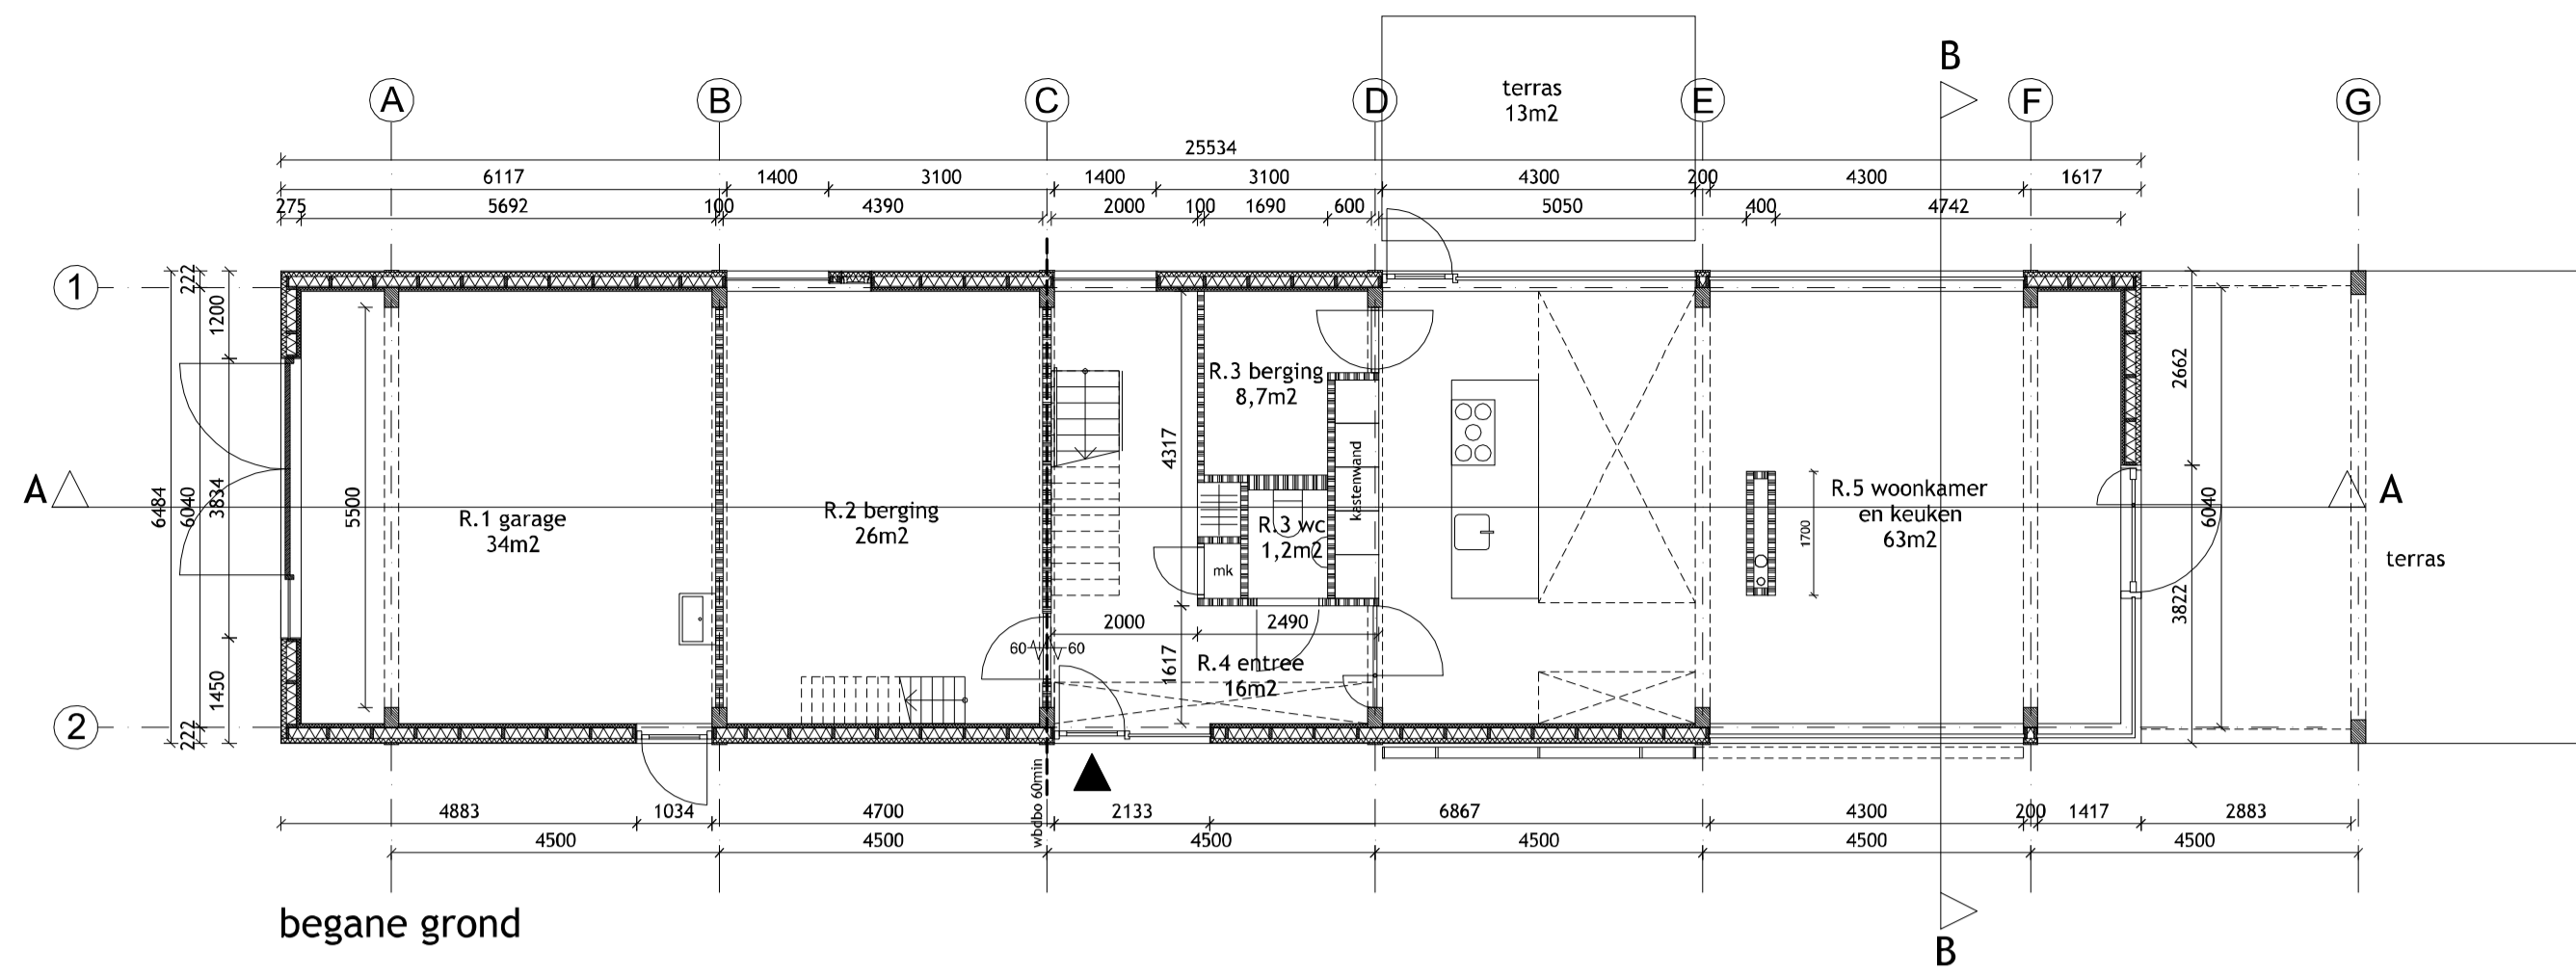 B
terras
13m2
A
B
C
D
E
F
G
25534
6117
1400
3100
1400
3100
4300
200
4300
1617
275
5692
100
4390
2000
100
1690
600
5050
400
4742
1
222
1200
6484
6040
3834
5500
1450
222
2
A
R.1 garage
34m2
R.2 berging
26m2
4317
R.3 berging
8,7m2
kastenwand
R.3 wc
1,2m2
mk
2000
2490
60
60
1617
R.4 entree
16m2
1700
R.5 woonkamer
en keuken
63m2
2662
6040
3822
A
terras
wbdbo 60min
4883
1034
4700
2133
6867
4300
200
1417
2883
4500
4500
4500
4500
4500
4500
begane grond
B